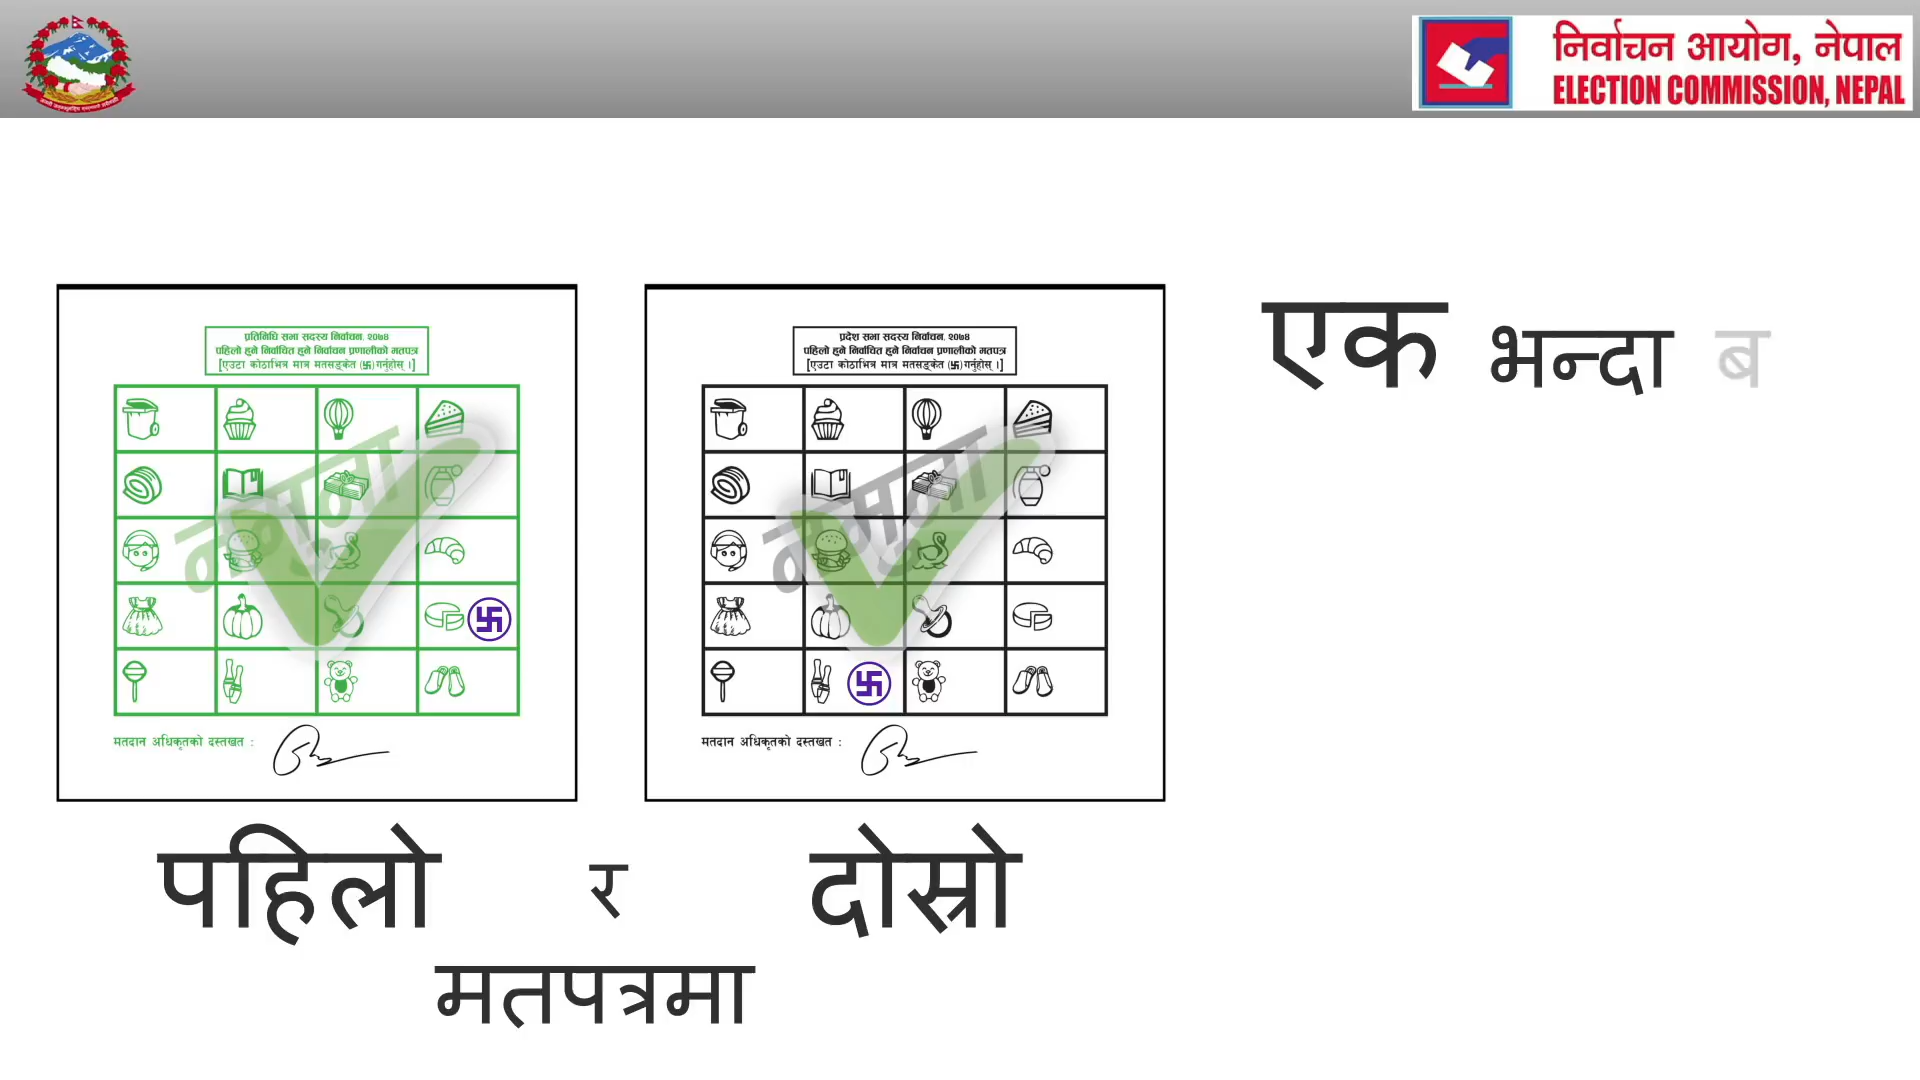 निर्वाचन आयोग, नेपाल
ELECTION COMMISSION, NEPAL
प्रतिनिधि सभा सदस्य निर्वाचन, २०७४
पहिलो हुने निर्वाचित हुने निर्वाचन प्रणालीको मतपत्र
[एउटा कोठाभित्र मात्र मतसङ्केत (卐) गर्नुहोस् ।]
नमुना
मतदान अधिकृतको दस्तखत :
प्रदेश सभा सदस्य निर्वाचन, २०७४
पहिलो हुने निर्वाचित हुने निर्वाचन प्रणालीको मतपत्र
[एउटा कोठाभित्र मात्र मतसङ्केत (卐) गर्नुहोस् ।]
नमुना
मतदान अधिकृतको दस्तखत :
एक भन्दा ब
पहिलो र दोस्रो
मतपत्रमा